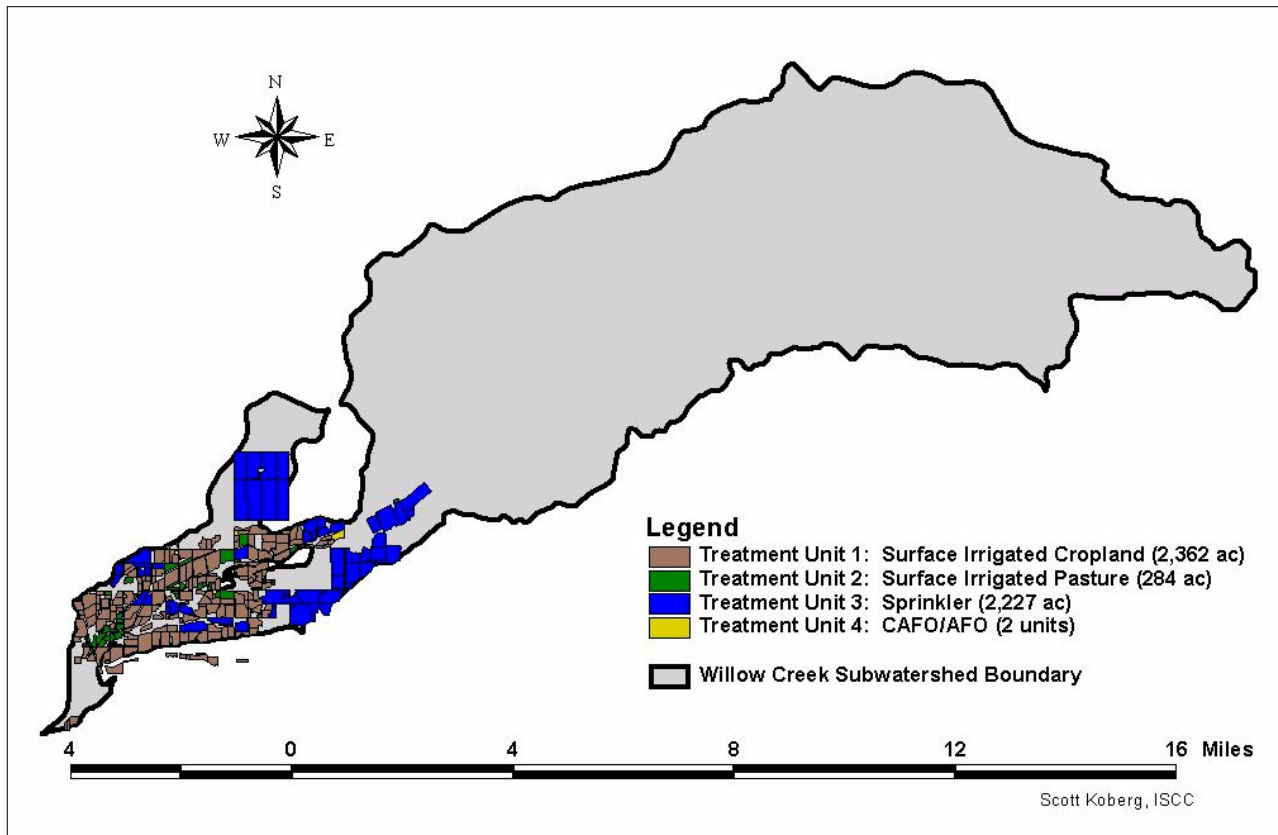 N
W E
S
Legend
Treatment Unit 1: Surface Irrigated Cropland (2,362 ac)
Treatment Unit 2: Surface Irrigated Pasture (284 ac)
Treatment Unit 3: Sprinkler (2,227 ac)
Treatment Unit 4: CAFO/AFO (2 units)
Willow Creek Subwatershed Boundary
4 0 4 8 12 16 Miles
Scott Koberg, ISCC